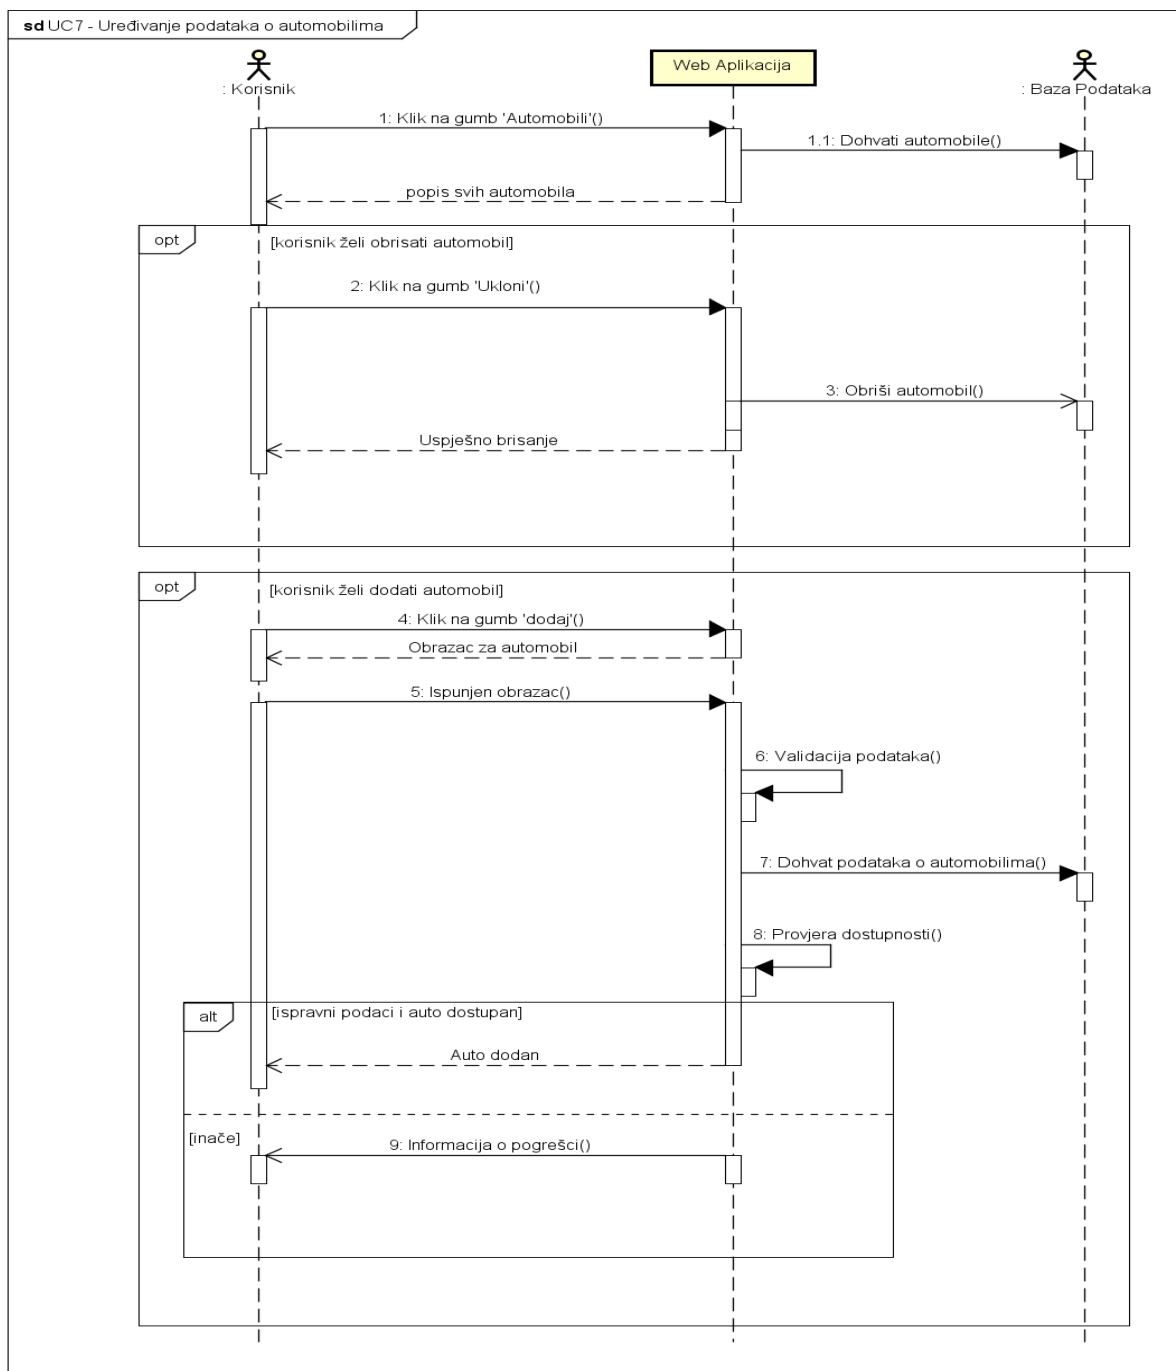 sd UC7 - Uređivanje podataka o automobilima
: Korisnik
Web Aplikacija
: Baza Podataka
1: Klik na gumb 'Automobili'()
1.1: Dohvati automobile()
popis svih automobila
opt
[korisnik želi obrisati automobil]
2: Klik na gumb 'Ukloni'()
3: Obriši automobil()
Uspješno brisanje
opt
[korisnik želi dodati automobil]
4: Klik na gumb 'dodaj'()
Obrazac za automobil
5: Ispunjen obrazac()
6: Validacija podataka()
7: Dohvat podataka o automobilima()
8: Provjera dostupnosti()
alt
[ispravni podaci i auto dostupan]
Auto dodan
[inače]
9: Informacija o pogrešci()